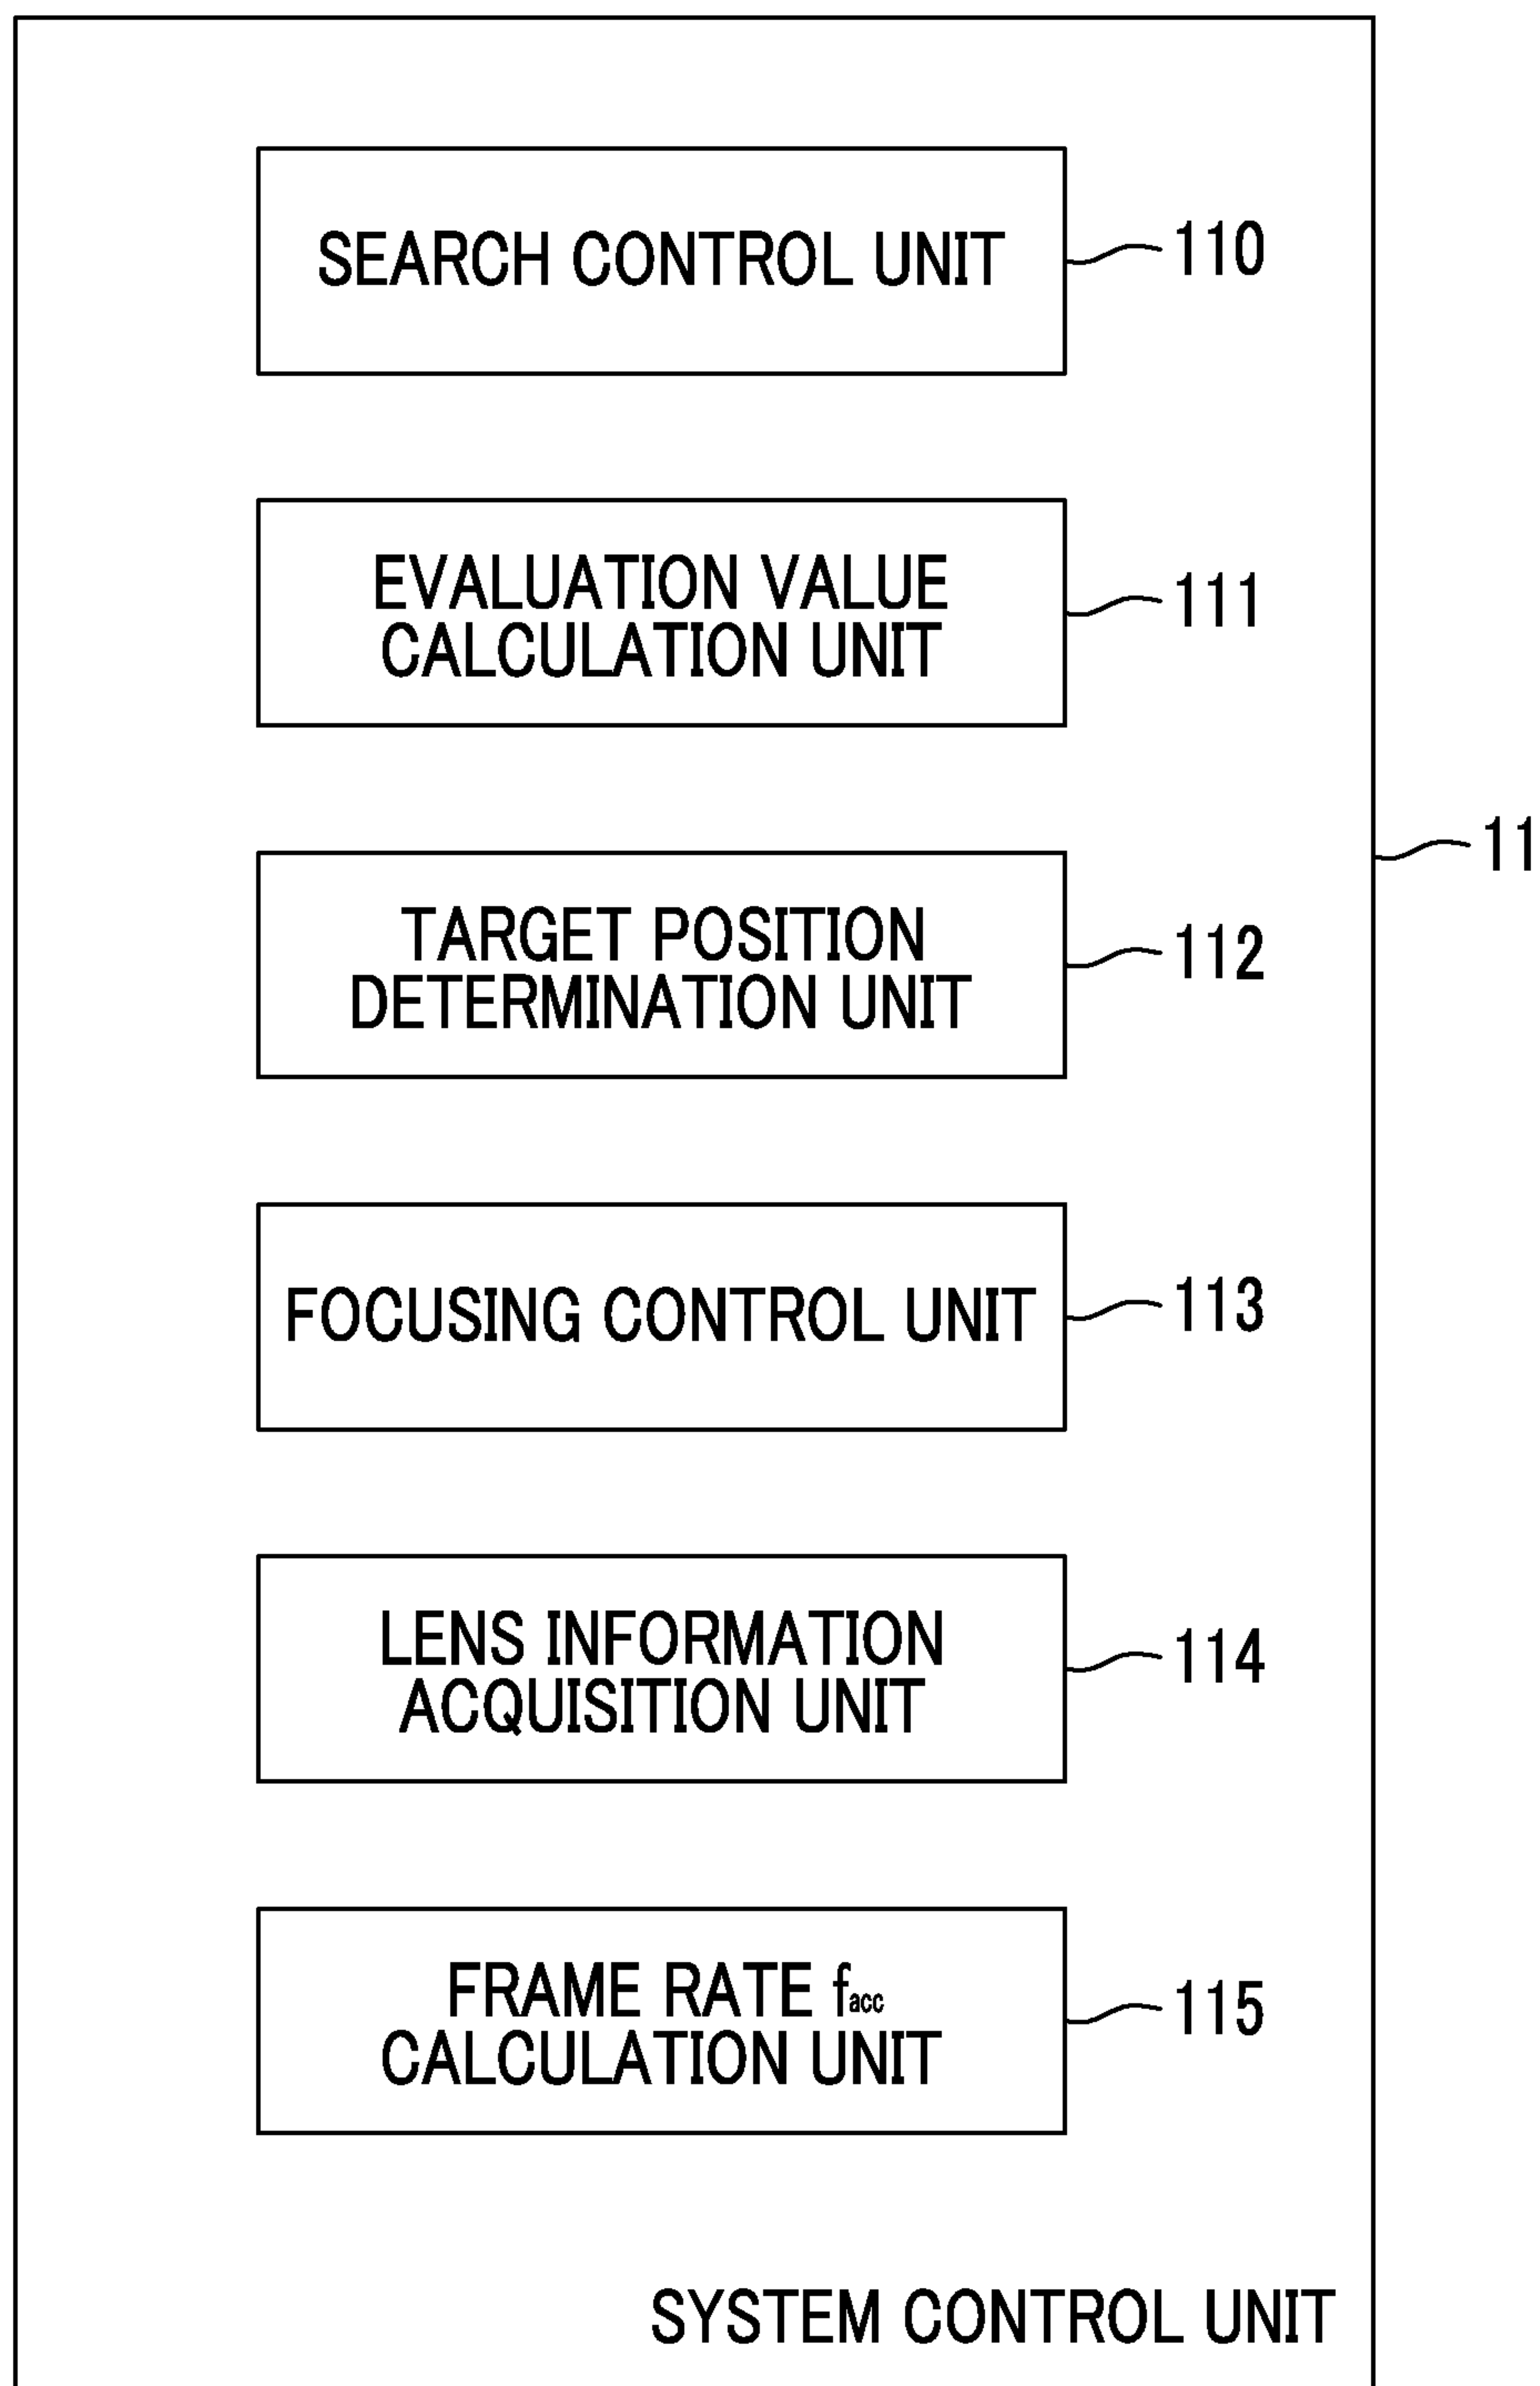 SEARCH CONTROL UNIT
110
EVALUATION VALUE
CALCULATION UNIT
111
11
TARGET POSITION
DETERMINATION UNIT
112
FOCUSING CONTROL UNIT
113
LENS INFORMATION
ACQUISITION UNIT
114
FRAME RATE facc
CALCULATION UNIT
115
SYSTEM CONTROL UNIT